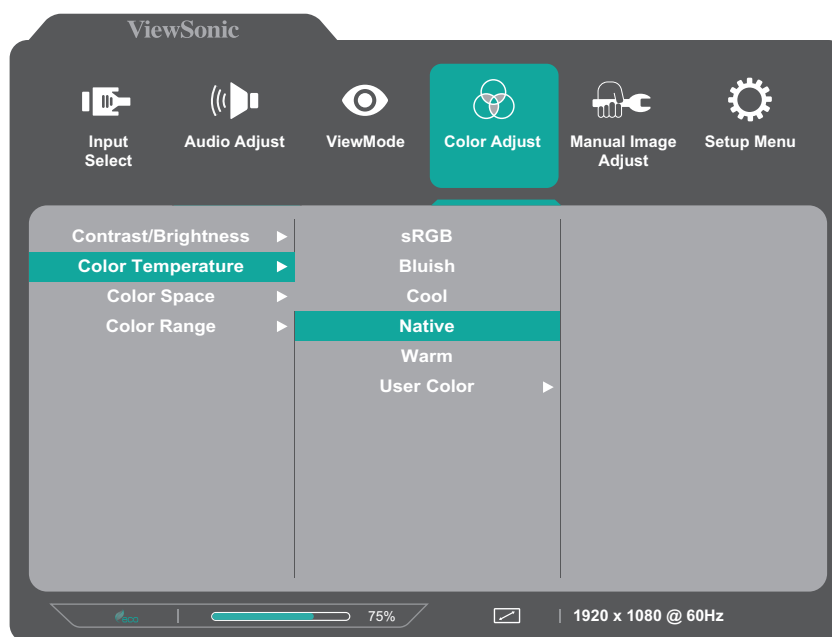 ViewSonic
Input Select
Audio Adjust
ViewMode
Color Adjust
Manual Image Adjust
Setup Menu
Contrast/Brightness
Color Temperature
Color Space
Color Range
sRGB
Bluish
Cool
Native
Warm
User Color
eco
75%
1920 x 1080 @ 60Hz